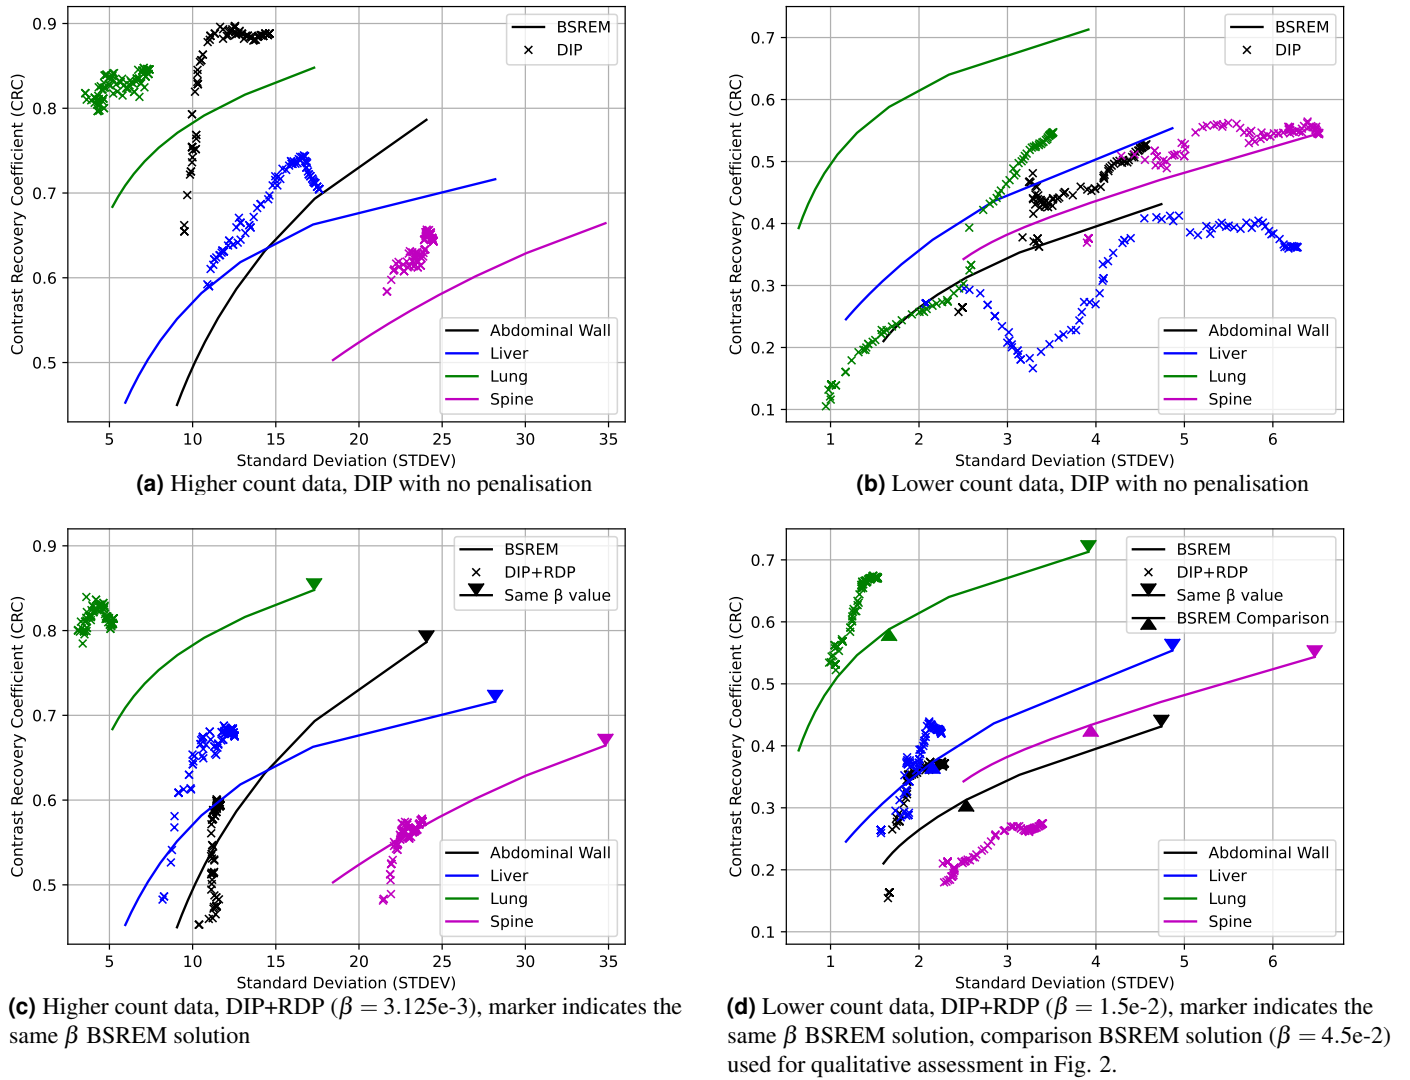 0.9
0.8
0.7
0.6
0.5
Contrast Recovery Coefficient (CRC)
BSREM
DIP
Abdominal Wall
Liver
Lung
Spine
5 10 15 20 25 30 35
Standard Deviation (STDEV)
(a) Higher count data, DIP with no penalisation
0.7
0.6
0.5
0.4
0.3
0.2
0.1
Contrast Recovery Coefficient (CRC)
BSREM
DIP
Abdominal Wall
Liver
Lung
Spine
1 2 3 4 5 6
Standard Deviation (STDEV)
(b) Lower count data, DIP with no penalisation
0.9
0.8
0.7
0.6
0.5
Contrast Recovery Coefficient (CRC)
BSREM
DIP+RDP
Same β value
Abdominal Wall
Liver
Lung
Spine
5 10 15 20 25 30 35
Standard Deviation (STDEV)
(c) Higher count data, DIP+RDP (β = 3.125e-3), marker indicates the
same β BSREM solution
0.7
0.6
0.5
0.4
0.3
0.2
0.1
Contrast Recovery Coefficient (CRC)
BSREM
DIP+RDP
Same β value
BSREM Comparison
Abdominal Wall
Liver
Lung
Spine
1 2 3 4 5 6
Standard Deviation (STDEV)
(d) Lower count data, DIP+RDP (β = 1.5e-2), marker indicates the
same β BSREM solution, comparison BSREM solution (β = 4.5e-2)
used for qualitative assessment in Fig. 2.